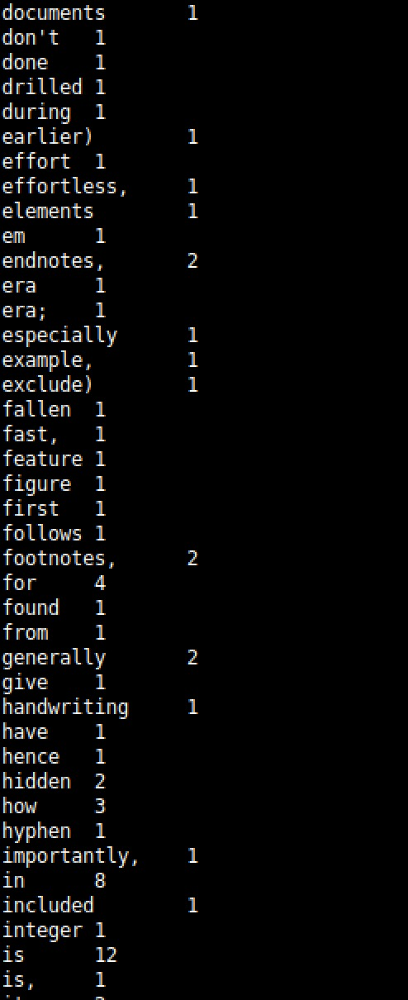 documents	1
don't	1
done	1
drilled	1
during	1
earlier)	1
effort	1
effortless,	1
elements	1
em	1
endnotes,	2
era	1
era;	1
especially	1
example,	1
exclude)	1
fallen	1
fast,	1
feature	1
figure	1
first	1
follows	1
footnotes,	2
for	4
found	1
from	1
generally	2
give	1
handwriting	1
have	1
hence	1
hidden	2
how	3
hyphen	1
importantly,	1
in	8
included	1
integer	1
is	12
is,	1